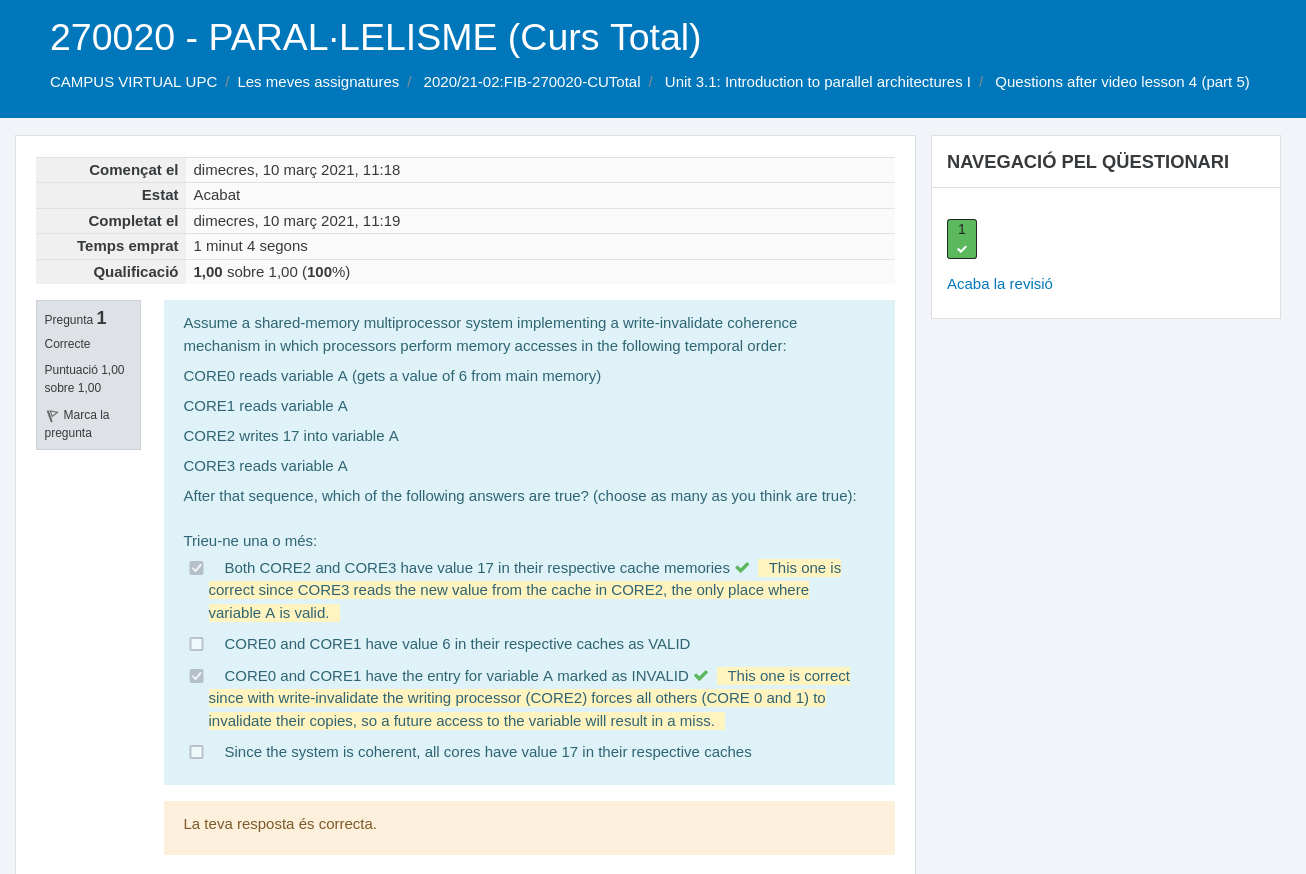 270020 - PARAL·LELISME (Curs Total)
CAMPUS VIRTUAL UPC / Les meves assignatures / 2020/21-02:FIB-270020-CUTotal / Unit 3.1: Introduction to parallel architectures I / Questions after video lesson 4 (part 5)
Començat el dimecres, 10 març 2021, 11:18
Estat Acabat
Completat el dimecres, 10 març 2021, 11:19
Temps emprat 1 minut 4 segons
Qualificació 1,00 sobre 1,00 (100%)
Pregunta 1
Correcte
Puntuació 1,00
sobre 1,00
Marca la
pregunta
Assume a shared-memory multiprocessor system implementing a write-invalidate coherence
mechanism in which processors perform memory accesses in the following temporal order:
CORE0 reads variable A (gets a value of 6 from main memory)
CORE1 reads variable A
CORE2 writes 17 into variable A
CORE3 reads variable A
After that sequence, which of the following answers are true? (choose as many as you think are true):
Trieu-ne una o més:
Both CORE2 and CORE3 have value 17 in their respective cache memories This one is
correct since CORE3 reads the new value from the cache in CORE2, the only place where
variable A is valid.
CORE0 and CORE1 have value 6 in their respective caches as VALID
CORE0 and CORE1 have the entry for variable A marked as INVALID This one is correct
since with write-invalidate the writing processor (CORE2) forces all others (CORE 0 and 1) to
invalidate their copies, so a future access to the variable will result in a miss.
Since the system is coherent, all cores have value 17 in their respective caches
La teva resposta és correcta.
NAVEGACIÓ PEL QÜESTIONARI
1
Acaba la revisió